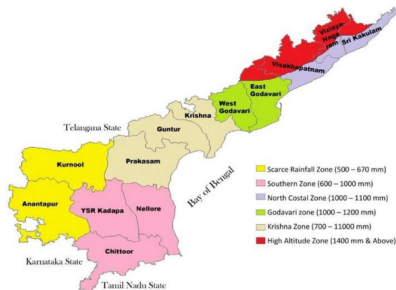 Vizaya-
Naga
ram
Sri Kakulam
Visakhapatnam
East
Godavari
West
Godavari
Krishna
Telangana State
Guntur
Kurnool
Prakasam
Bay of Bengal
Anantapur
YSR Kadapa
Nellore
Chittoor
Karnataka State
Tamil Nadu State
Scarce Rainfall Zone (500 – 670 mm)
Southern Zone (600 – 1000 mm)
North Costal zone (1000 – 1100 mm)
Godavari zone (1000 – 1200 mm)
Krishna Zone (700 – 11000 mm)
High Altitude Zone (1400 mm & Above)